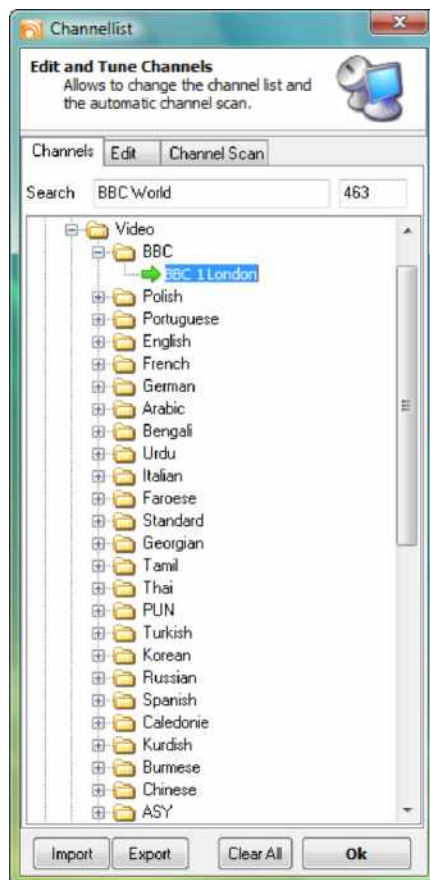 Channellist
Edit and Tune Channels
Allows to change the channel list and
the automatic channel scan.
Channels Edit Channel Scan
Search BBC World 463
Video
BBC
BBC 1 London
Polish
Portuguese
English
French
German
Arabic
Bengali
Urdu
Italian
Faroese
Standard
Georgian
Tamil
Thai
PUN
Turkish
Korean
Russian
Spanish
Caledonie
Kurdish
Burmese
Chinese
ASY
Import Export Clear All Ok